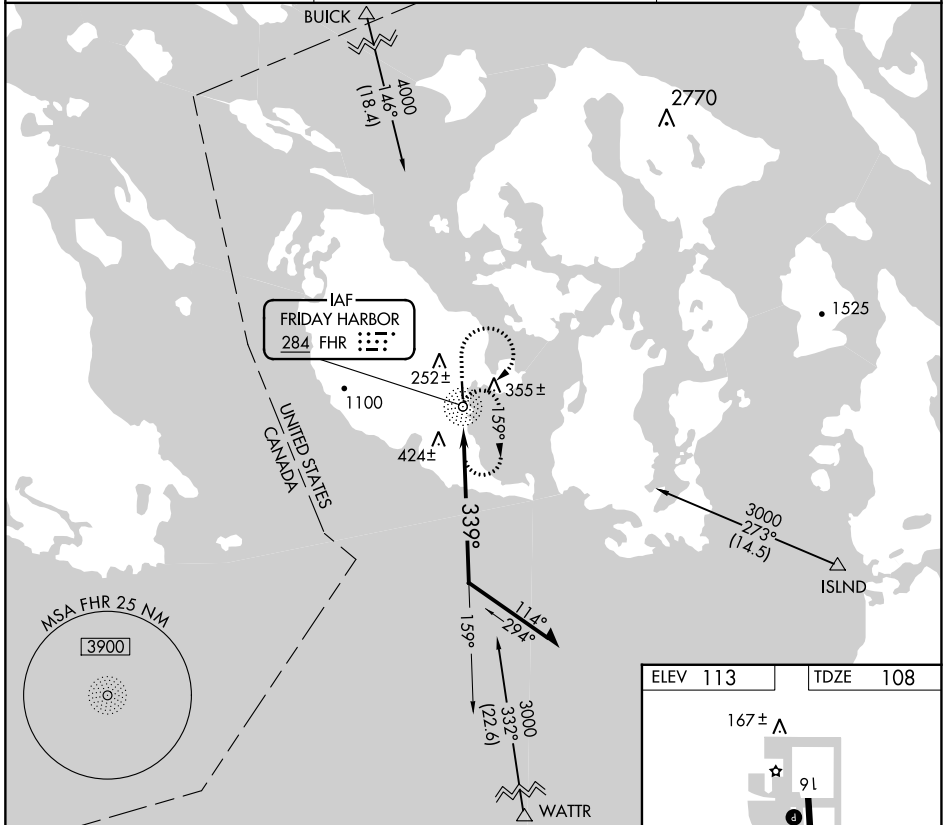 BUICK
4000
146°
(18.4)
2770
IAF
FRIDAY HARBOR
284 FHR
1525
252±
355±
1100
159°
424±
UNITED STATES
CANADA
339°
3000
273°
(14.5)
ISLND
MSA FHR 25 NM
3900
114°
294°
159°
3000
332°
(22.6)
WATTR
ELEV 113
TDZE 108
167±
16
P